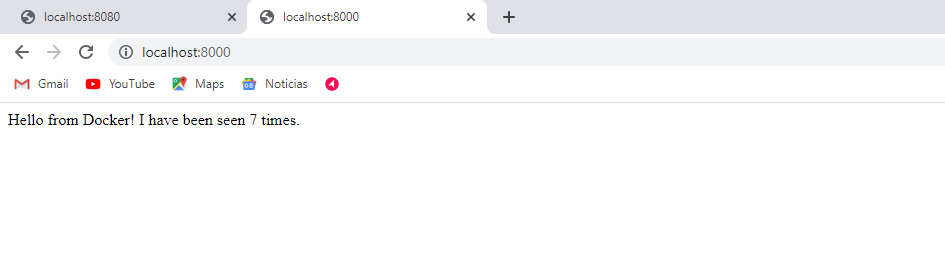 localhost:8080 localhost:8000
localhost:8000
Gmail YouTube Maps Noticias
Hello from Docker! I have been seen 7 times.